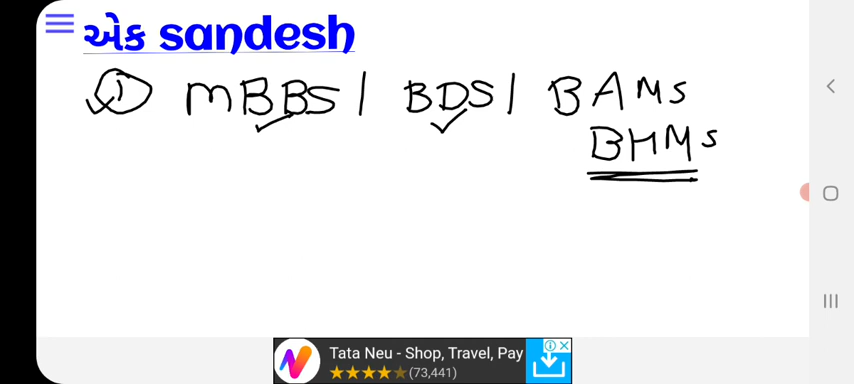 એક sandesh
① MBBS | BDS | BAMS
BHMS
Tata Neu - Shop, Travel, Pay
(73,441)